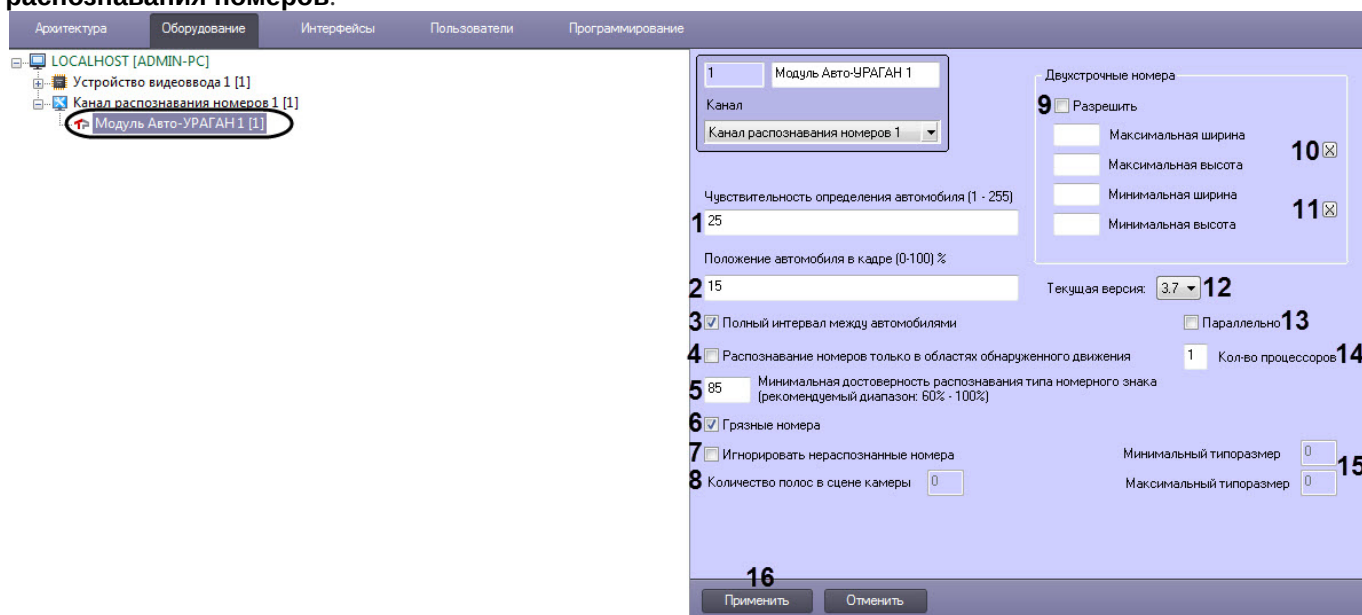 распознавания номеров.
Архитектура Оборудование Интерфейсы Пользователи Программирование
LOCALHOST [ADMIN-PC]
Устройство видеоввода 1 [1]
Канал распознавания номеров 1 [1]
Модуль Авто-УРАГАН 1 [1]
1 Модуль Авто-УРАГАН 1
Канал
Канал распознавания номеров 1
Двухстрочные номера
9 Разрешить
Максимальная ширина
10
Максимальная высота
Минимальная ширина
11
Минимальная высота
Чувствительность определения автомобиля (1 - 255)
1 25
Положение автомобиля в кадре (0-100) %
2 15
Текущая версия: 3.7 12
3 Полный интервал между автомобилями
Параллельно 13
4 Распознавание номеров только в областях обнаруженного движения
1 Кол-во процессоров 14
5 85 Минимальная достоверность распознавания типа номерного знака
(рекомендуемый диапазон: 60% - 100%)
6 Грязные номера
7 Игнорировать нераспознанные номера
Минимальный типоразмер 0
15
8 Количество полос в сцене камеры 0
Максимальный типоразмер 0
16
Применить Отменить